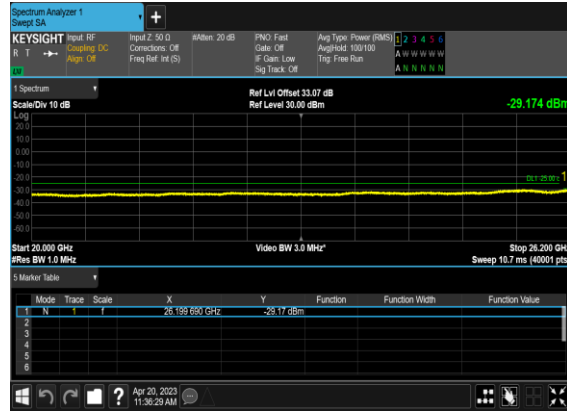 Spectrum Analyzer 1
Swept SA
+
KEYSIGHT
R T
Input: RF
Coupling: DC
Align: Off
Input Z: 50 Ω
Corrections: Off
Freq Ref: Int (S)
#Atten: 20 dB
PNO: Fast
Gate: Off
IF Gain: Low
Sig Track: Off
Avg Type: Power (RMS)
Avg|Hold: 100/100
Trig: Free Run
1 2 3 4 5 6
A W W W W W
A N N N N N
1 Spectrum
Scale/Div 10 dB
Ref Lvl Offset 33.07 dB
Ref Level 30.00 dBm
-29.174 dBm
Log
20.0
10.0
0.00
-10.0
-20.0
-30.0
-40.0
-50.0
-60.0
1
Start 20.000 GHz
#Res BW 1.0 MHz
Video BW 3.0 MHz*
Stop 26.200 GHz
Sweep 10.7 ms (40001 pts)
5 Marker Table
Mode Trace Scale X Y Function Function Width Function Value
1 N 1 f 26.199 690 GHz -29.17 dBm
2
3
4
5
6
?
Apr 20, 2023
11:36:29 AM